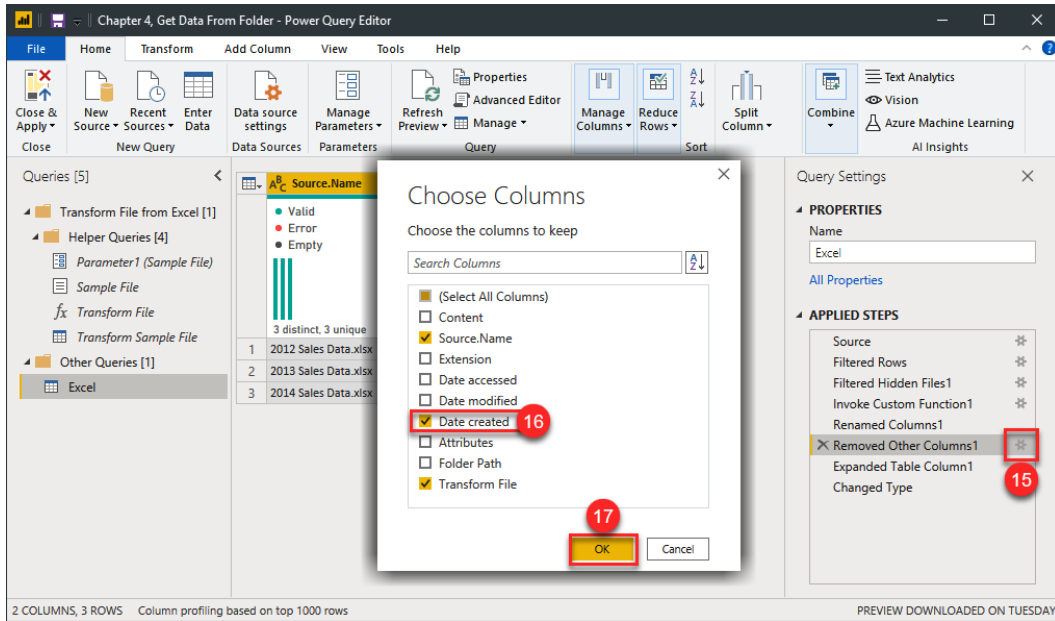 Chapter 4, Get Data From Folder - Power Query Editor
File Home Transform Add Column View Tools Help
Close & Apply
New Source
Recent Sources
Enter Data
Data source settings
Manage Parameters
Refresh Preview
Properties
Advanced Editor
Manage
Manage Columns
Reduce Rows
Split Column
Combine
Text Analytics
Vision
Azure Machine Learning
Close New Query Data Sources Parameters Query Sort AI Insights
Queries [5]
Transform File from Excel [1]
Helper Queries [4]
Parameter1 (Sample File)
Sample File
fx Transform File
Transform Sample File
Other Queries [1]
Excel
ABC Source.Name
Valid
Error
Empty
3 distinct, 3 unique
1 2012 Sales Data.xlsx
2 2013 Sales Data.xlsx
3 2014 Sales Data.xlsx
Choose Columns
Choose the columns to keep
Search Columns
(Select All Columns)
Content
Source.Name
Extension
Date accessed
Date modified
Date created 16
Attributes
Folder Path
Transform File
17
OK Cancel
Query Settings
PROPERTIES
Name
Excel
All Properties
APPLIED STEPS
Source
Filtered Rows
Filtered Hidden Files1
Invoke Custom Function1
Renamed Columns1
Removed Other Columns1
Expanded Table Column1
15
Changed Type
2 COLUMNS, 3 ROWS Column profiling based on top 1000 rows
PREVIEW DOWNLOADED ON TUESDAY